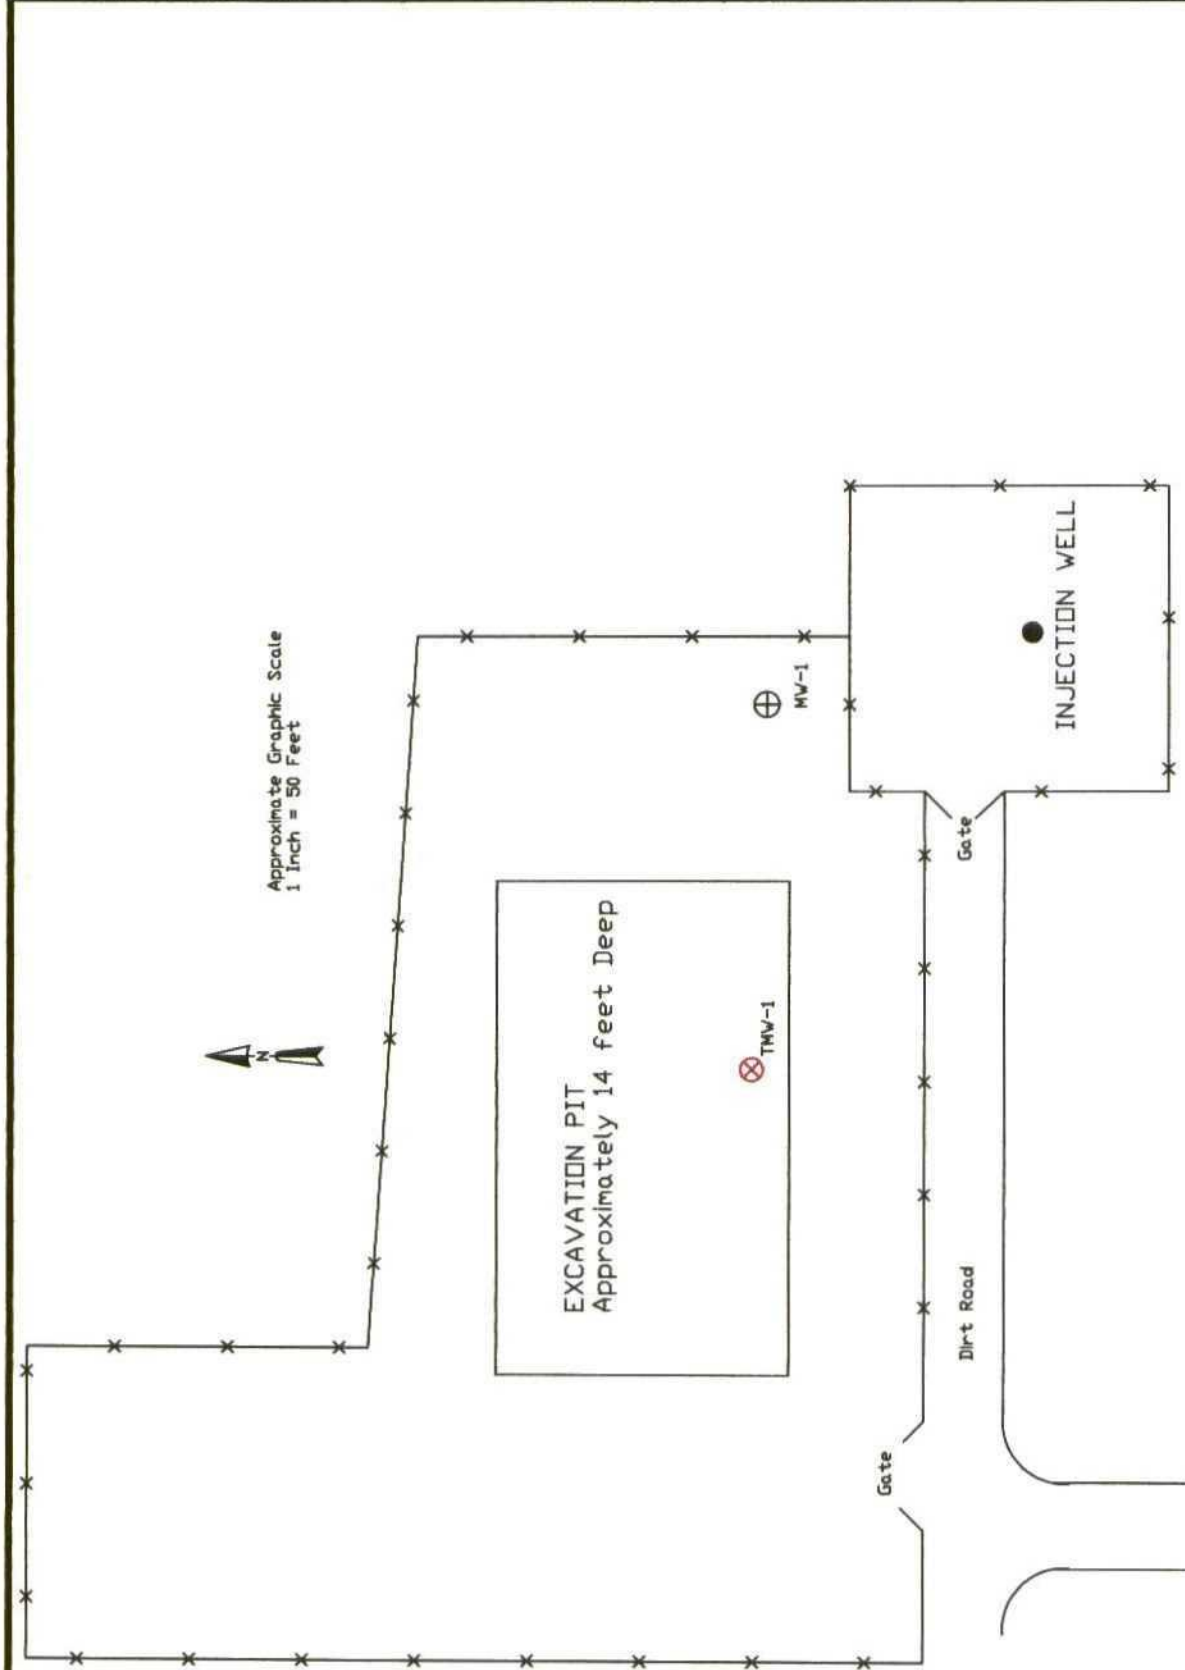 Approximate Graphic Scale
1 Inch = 50 Feet
N
EXCAVATION PIT
Approximately 14 feet Deep
TMW-1
MW-1
INJECTION WELL
Gate
Dirt Road
Gate